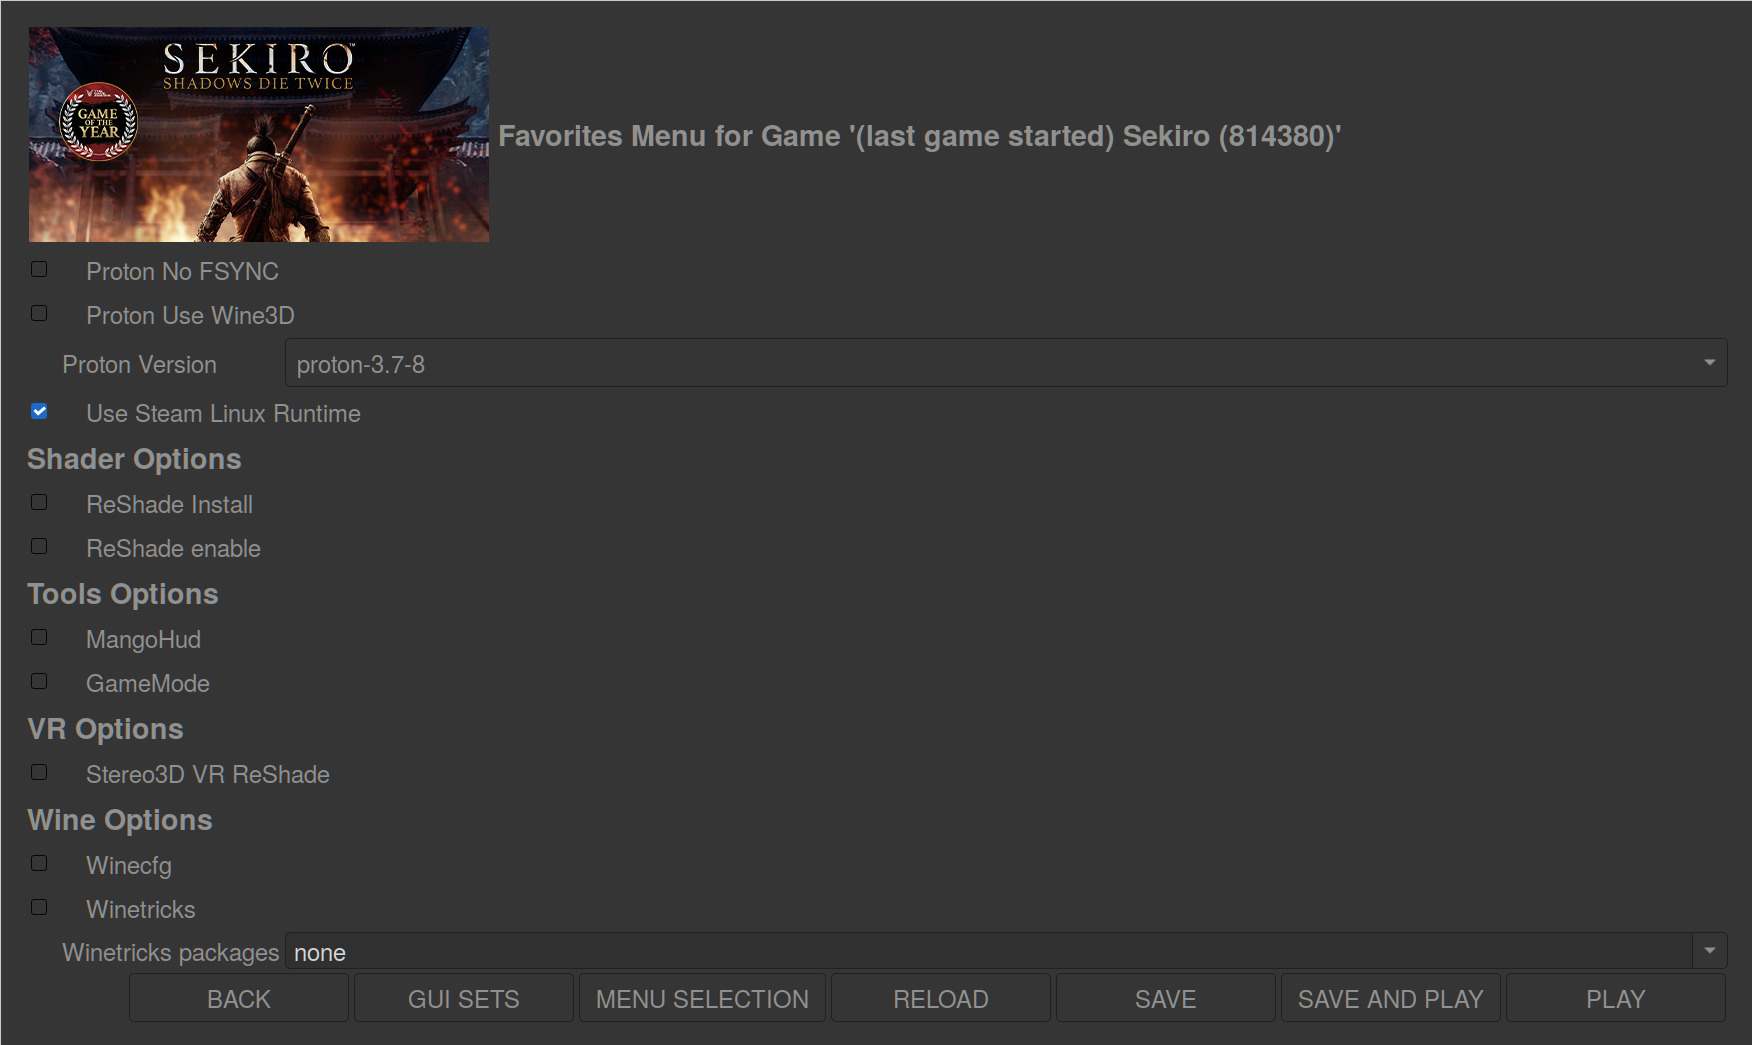 SEKIRO™
SHADOWS DIE TWICE
GAME
OF THE
YEAR
Favorites Menu for Game '(last game started) Sekiro (814380)'
Proton No FSYNC
Proton Use Wine3D
Proton Version proton-3.7-8
Use Steam Linux Runtime
Shader Options
ReShade Install
ReShade enable
Tools Options
MangoHud
GameMode
VR Options
Stereo3D VR ReShade
Wine Options
Winecfg
Winetricks
Winetricks packages none
BACK GUI SETS MENU SELECTION RELOAD SAVE SAVE AND PLAY PLAY